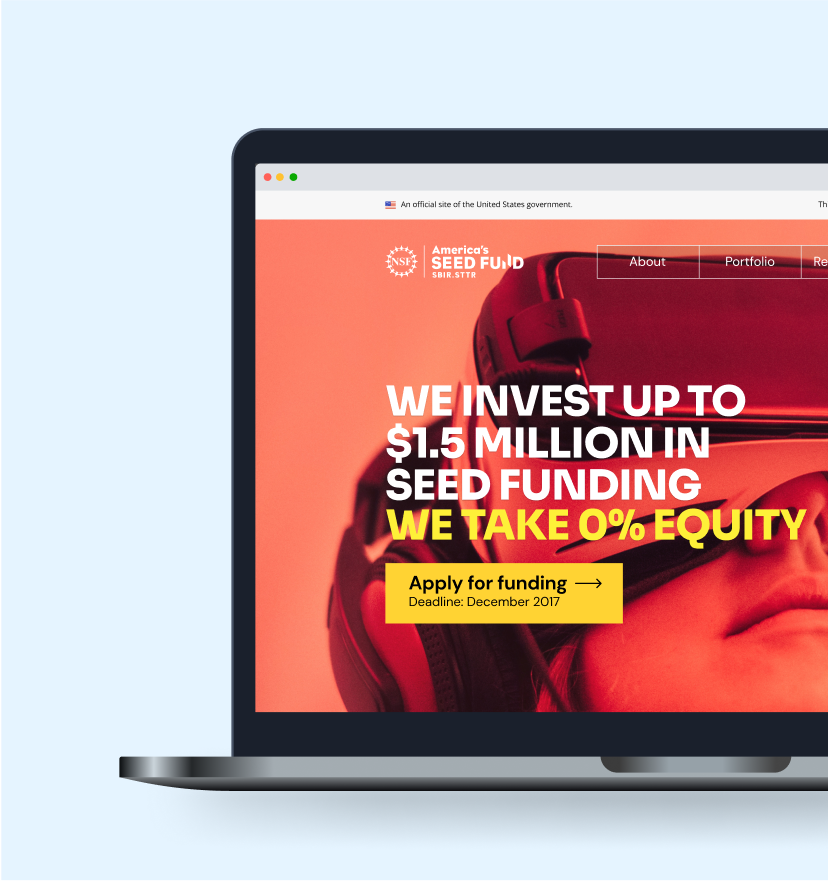 An official site of the United States government.
Th
NSF
America's
SEED FUND
SBIR.STTR
About
Portfolio
Re
WE INVEST UP TO
$1.5 MILLION IN
SEED FUNDING
WE TAKE 0% EQUITY
Apply for funding →
Deadline: December 2017